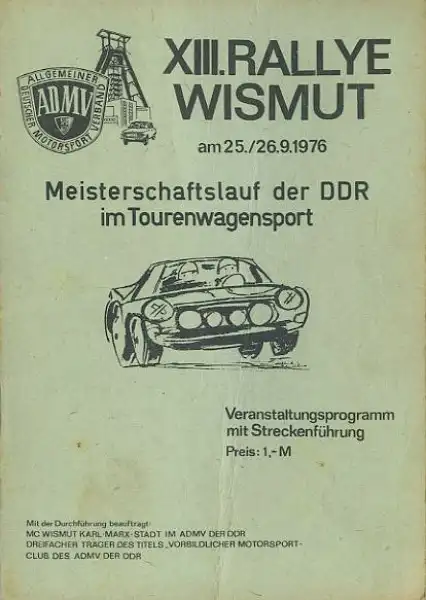 ALLGEMEINER
DEUTSCHER MOTORSPORT VERBAND
ADMV
XIII. RALLYE
WISMUT
am 25./26.9.1976
Meisterschaftslauf der DDR
im Tourenwagensport
Veranstaltungsprogramm
mit Streckenführung
Preis: 1,-M
Mit der Durchführung beauftragt:
MC WISMUT KARL-MARX-STADT IM ADMV DER DDR
DREIFACHER TRÄGER DES TITELS „VORBILDLICHER MOTORSPORT-
CLUB DES ADMV DER DDR